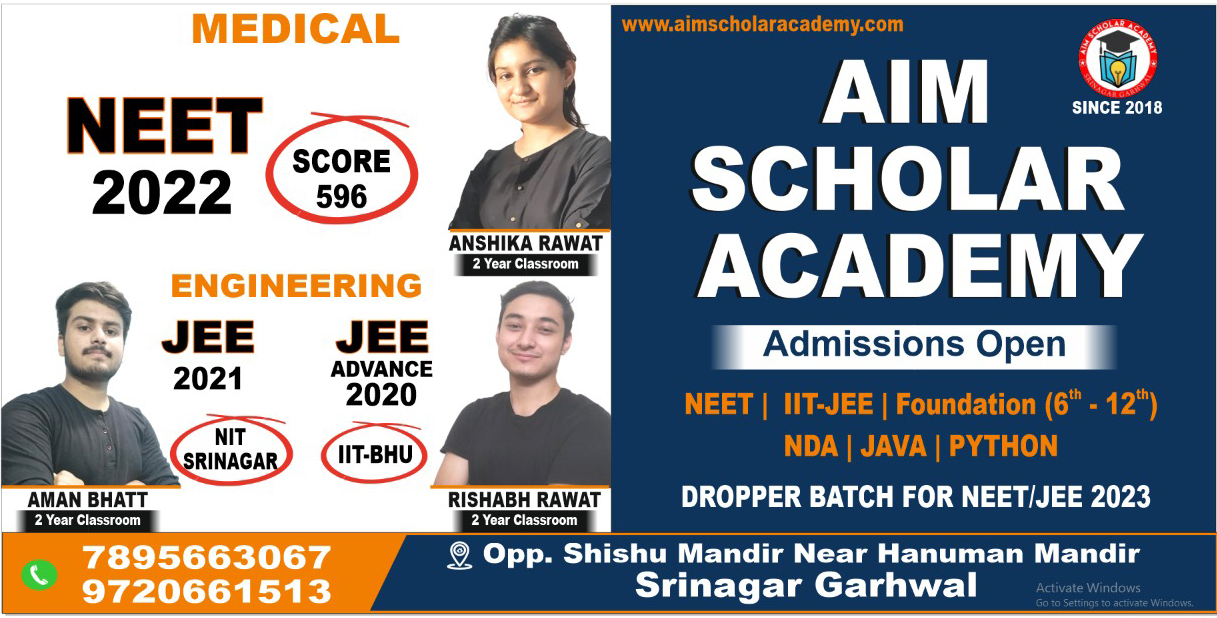 MEDICAL
NEET
2022
SCORE
596
ANSHIKA RAWAT
2 Year Classroom
ENGINEERING
JEE
2021
NIT
SRINAGAR
AMAN BHATT
2 Year Classroom
JEE
ADVANCE
2020
IIT-BHU
RISHABH RAWAT
2 Year Classroom
www.aimscholaracademy.com
AIM SCHOLAR ACADEMY
SRINAGAR GARHWAL
SINCE 2018
AIM
SCHOLAR
ACADEMY
Admissions Open
NEET | IIT-JEE | Foundation (6th - 12th)
NDA | JAVA | PYTHON
DROPPER BATCH FOR NEET/JEE 2023
7895663067
9720661513
Opp. Shishu Mandir Near Hanuman Mandir
Srinagar Garhwal
Activate Windows
Go to Settings to activate Windows.